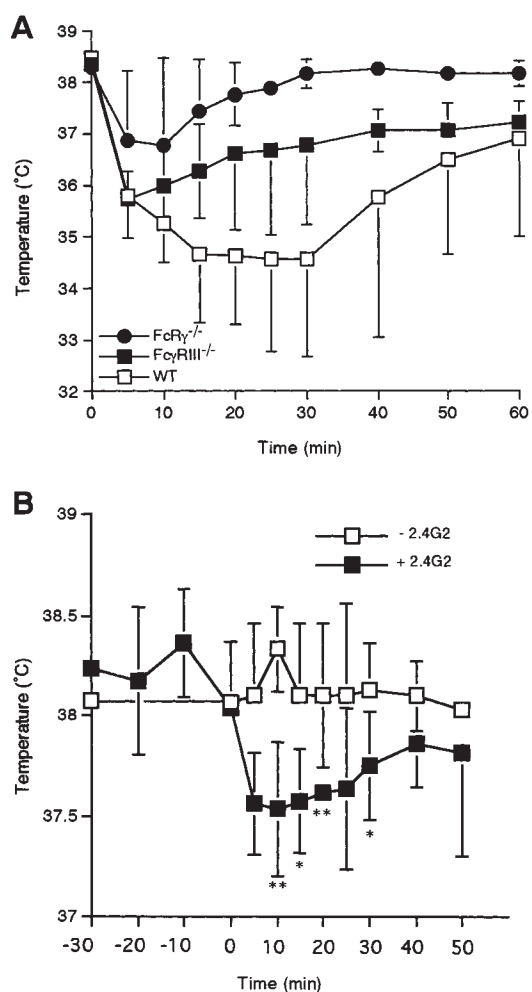 A
Temperature (˚C)
38
37
36
35
34
33
32
FcRγ-/-
FcγRIII-/-
WT
0 10 20 30 40 50 60
Time (min)
B
Temperature (˚C)
39
38.5
38
37.5
37
- 2.4G2
+ 2.4G2
** * ** *
-30 -20 -10 0 10 20 30 40 50
Time (min)